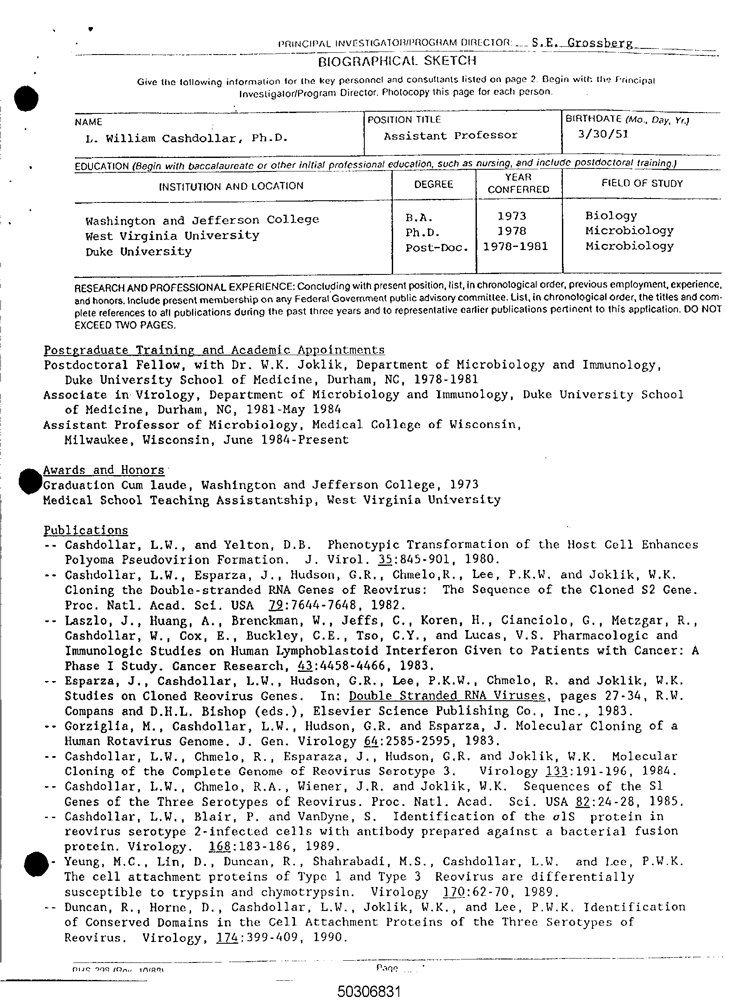 PRINCIPAL INVESTIGATOR/PROGRAM DIRECTOR: S.E. Grossberg
BIOGRAPHICAL SKETCH
Give the following information for the key personnel and consultants listed on page 2. Begin with the Principal
Investigator/Program Director. Photocopy this page for each person.
NAME POSITION TITLE BIRTHDATE (Mo., Day, Yr.)
L. William Cashdollar, Ph.D. Assistant Professor 3/30/51
EDUCATION (Begin with baccalaureate or other initial professional education, such as nursing, and include postdoctoral training.)
INSTITUTION AND LOCATION DEGREE YEAR CONFERRED FIELD OF STUDY
Washington and Jefferson College B.A. 1973 Biology
West Virginia University Ph.D. 1978 Microbiology
Duke University Post-Doc. 1978-1981 Microbiology
RESEARCH AND PROFESSIONAL EXPERIENCE: Concluding with present position, list, in chronological order, previous employment, experience,
and honors. Include present membership on any Federal Government public advisory committee. List, in chronological order, the titles and com-
plete references to all publications during the past three years and to representative earlier publications pertinent to this application. DO NOT
EXCEED TWO PAGES.
Postgraduate Training and Academic Appointments
Postdoctoral Fellow, with Dr. W.K. Joklik, Department of Microbiology and Immunology,
Duke University School of Medicine, Durham, NC, 1978-1981
Associate in Virology, Department of Microbiology and Immunology, Duke University School
of Medicine, Durham, NC, 1981-May 1984
Assistant Professor of Microbiology, Medical College of Wisconsin,
Milwaukee, Wisconsin, June 1984-Present
Awards and Honors
Graduation Cum laude, Washington and Jefferson College, 1973
Medical School Teaching Assistantship, West Virginia University
Publications
-- Cashdollar, L.W., and Yelton, D.B. Phenotypic Transformation of the Host Cell Enhances
Polyoma Pseudovirion Formation. J. Virol. 35:845-901, 1980.
-- Cashdollar, L.W., Esparza, J., Hudson, G.R., Chmelo,R., Lee, P.K.W. and Joklik, W.K.
Cloning the Double-stranded RNA Genes of Reovirus: The Sequence of the Cloned S2 Gene.
Proc. Natl. Acad. Sci. USA 79:7644-7648, 1982.
-- Laszlo, J., Huang, A., Brenckman, W., Jeffs, C., Koren, H., Cianciolo, G., Metzgar, R.,
Cashdollar, W., Cox, E., Buckley, C.E., Tso, C.Y., and Lucas, V.S. Pharmacologic and
Immunologic Studies on Human Lymphoblastoid Interferon Given to Patients with Cancer: A
Phase I Study. Cancer Research, 43:4458-4466, 1983.
-- Esparza, J., Cashdollar, L.W., Hudson, G.R., Lee, P.K.W., Chmelo, R. and Joklik, W.K.
Studies on Cloned Reovirus Genes. In: Double Stranded RNA Viruses, pages 27-34, R.W.
Compans and D.H.L. Bishop (eds.), Elsevier Science Publishing Co., Inc., 1983.
-- Gorziglia, M., Cashdollar, L.W., Hudson, G.R. and Esparza, J. Molecular Cloning of a
Human Rotavirus Genome. J. Gen. Virology 64:2585-2595, 1983.
-- Cashdollar, L.W., Chmelo, R., Esparaza, J., Hudson, G.R. and Joklik, W.K. Molecular
Cloning of the Complete Genome of Reovirus Serotype 3. Virology 133:191-196, 1984.
-- Cashdollar, L.W., Chmelo, R.A., Wiener, J.R. and Joklik, W.K. Sequences of the S1
Genes of the Three Serotypes of Reovirus. Proc. Natl. Acad. Sci. USA 82:24-28, 1985.
-- Cashdollar, L.W., Blair, P. and VanDyne, S. Identification of the σ1S protein in
reovirus serotype 2-infected cells with antibody prepared against a bacterial fusion
protein. Virology. 168:183-186, 1989.
- Yeung, M.C., Lin, D., Duncan, R., Shahrabadi, M.S., Cashdollar, L.W. and Lee, P.W.K.
The cell attachment proteins of Type 1 and Type 3 Reovirus are differentially
susceptible to trypsin and chymotrypsin. Virology 170:62-70, 1989.
-- Duncan, R., Horne, D., Cashdollar, L.W., Joklik, W.K., and Lee, P.W.K. Identification
of Conserved Domains in the Cell Attachment Proteins of the Three Serotypes of
Reovirus. Virology, 174:399-409, 1990.
Page
50306831